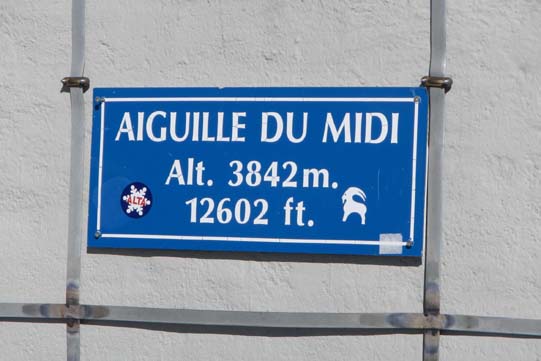 AIGUILLE DU MIDI
Alt. 3842m.
12602 ft.
ALTA